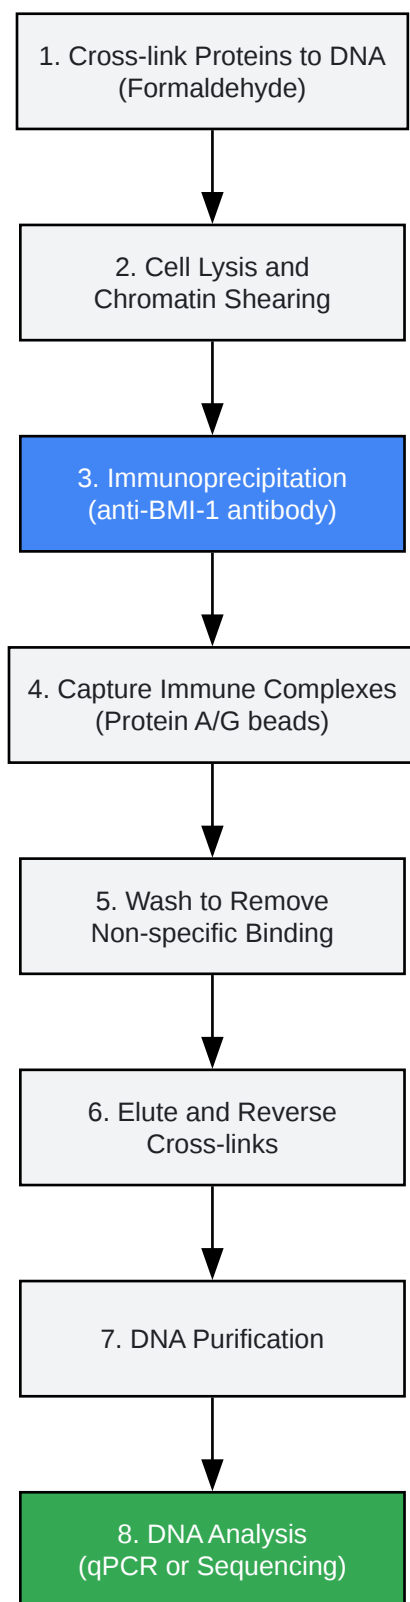 1. Cross-link Proteins to DNA
(Formaldehyde)
2. Cell Lysis and
Chromatin Shearing
3. Immunoprecipitation
(anti-BMI-1 antibody)
4. Capture Immune Complexes
(Protein A/G beads)
5. Wash to Remove
Non-specific Binding
6. Elute and Reverse
Cross-links
7. DNA Purification
8. DNA Analysis
(qPCR or Sequencing)